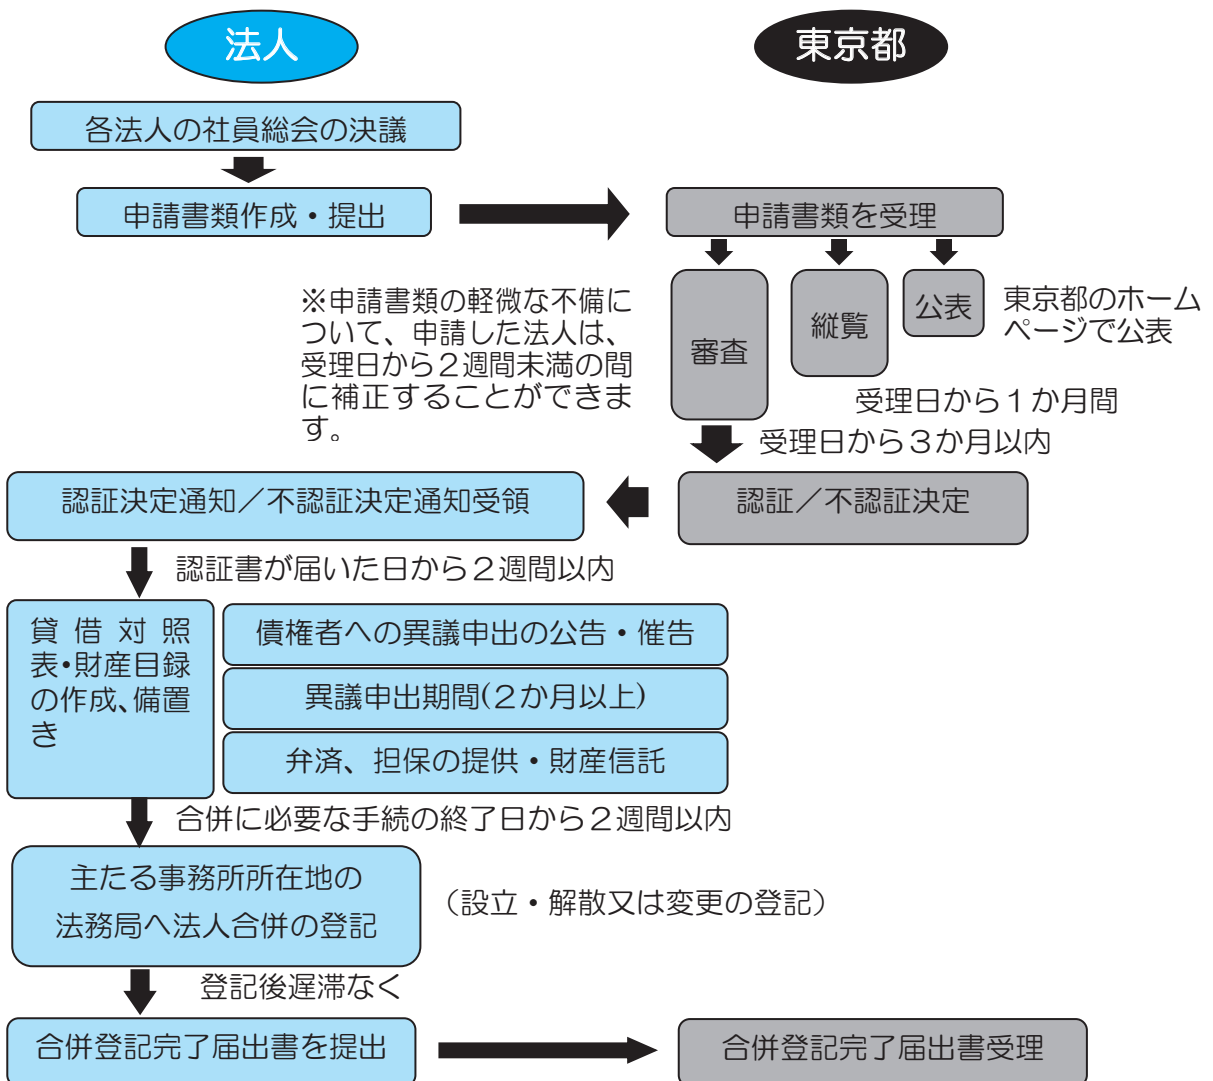 法人
東京都
各法人の社員総会の決議
申請書類作成・提出
申請書類を受理
※申請書類の軽微な不備に
ついて、申請した法人は、
受理日から２週間未満の間
に補正することができま
す。
審査
縦覧
公表
東京都のホーム
ページで公表
受理日から１か月間
受理日から３か月以内
認証決定通知／不認証決定通知受領
認証／不認証決定
認証書が届いた日から２週間以内
貸借対照
表・財産目録
の作成、備置
き
債権者への異議申出の公告・催告
異議申出期間(２か月以上)
弁済、担保の提供・財産信託
合併に必要な手続の終了日から２週間以内
主たる事務所所在地の
法務局へ法人合併の登記
（設立・解散又は変更の登記）
登記後遅滞なく
合併登記完了届出書を提出
合併登記完了届出書受理